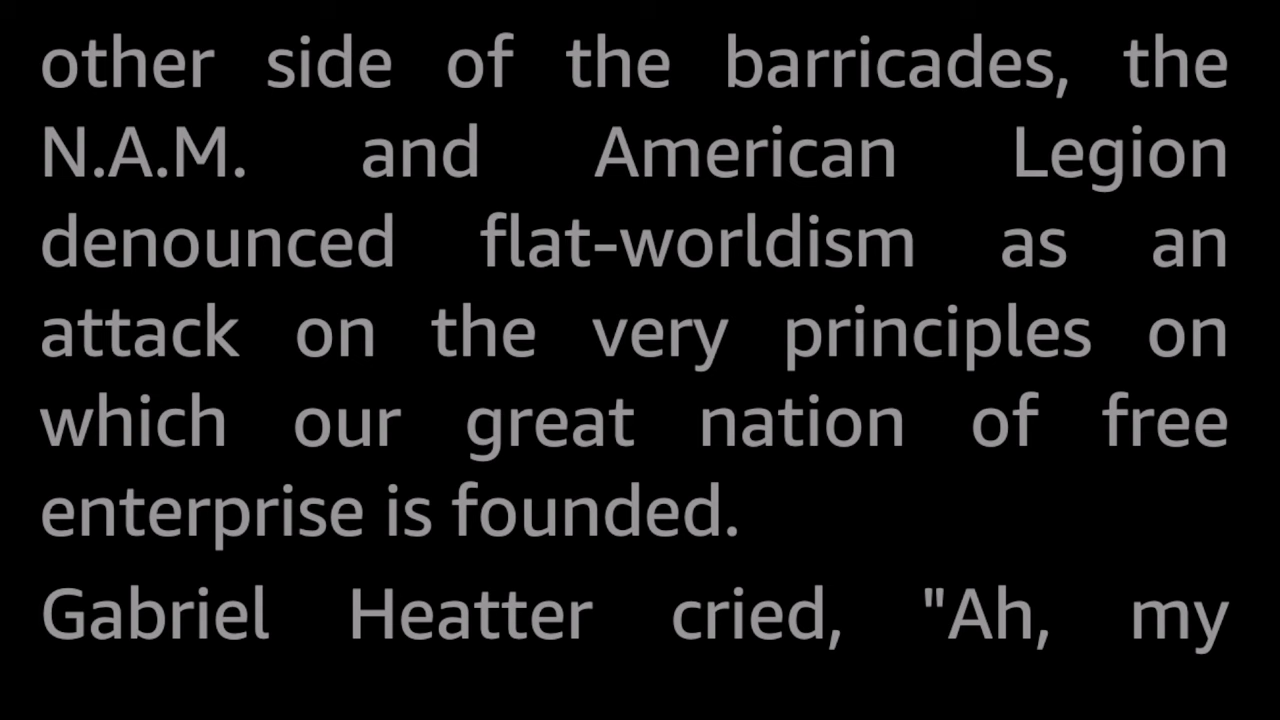 other side of the barricades, the
N.A.M. and American Legion
denounced flat-worldism as an
attack on the very principles on
which our great nation of free
enterprise is founded.
Gabriel Heatter cried, "Ah, my